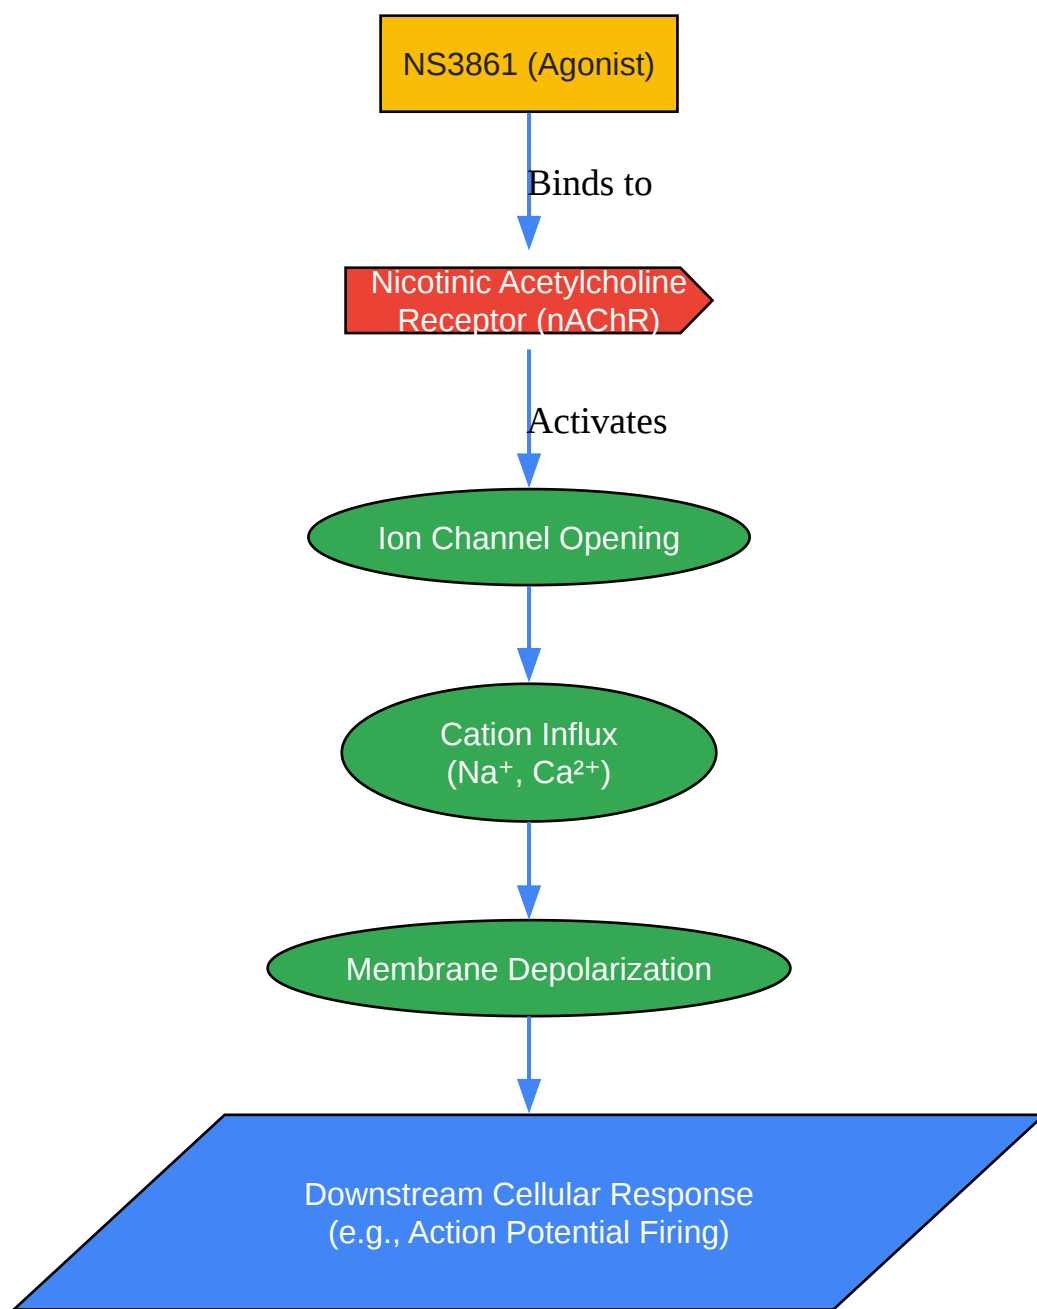 NS3861 (Agonist)
Binds to
Nicotinic Acetylcholine
Receptor (nAChR)
Activates
Ion Channel Opening
Cation Influx
(Na⁺, Ca²⁺)
Membrane Depolarization
Downstream Cellular Response
(e.g., Action Potential Firing)